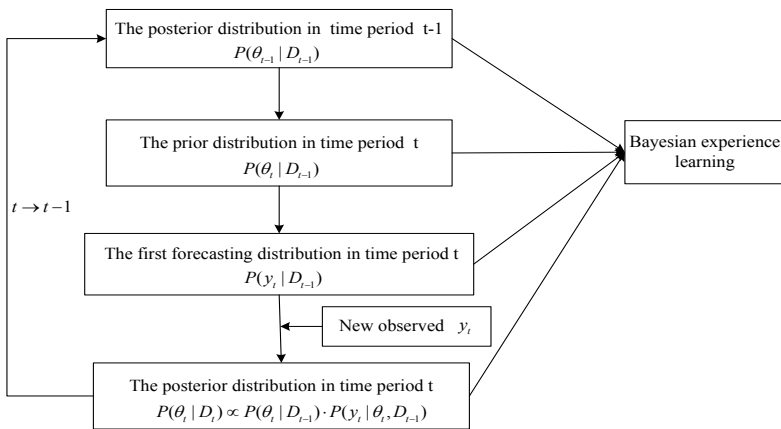 The posterior distribution in time period t-1
P(θ_{t-1} | D_{t-1})
The prior distribution in time period t
P(θ_t | D_{t-1})
Bayesian experience
learning
t → t−1
The first forecasting distribution in time period t
P(y_t | D_{t-1})
New observed y_t
The posterior distribution in time period t
P(θ_t | D_t) ∝ P(θ_t | D_{t-1}) · P(y_t | θ_t, D_{t-1})